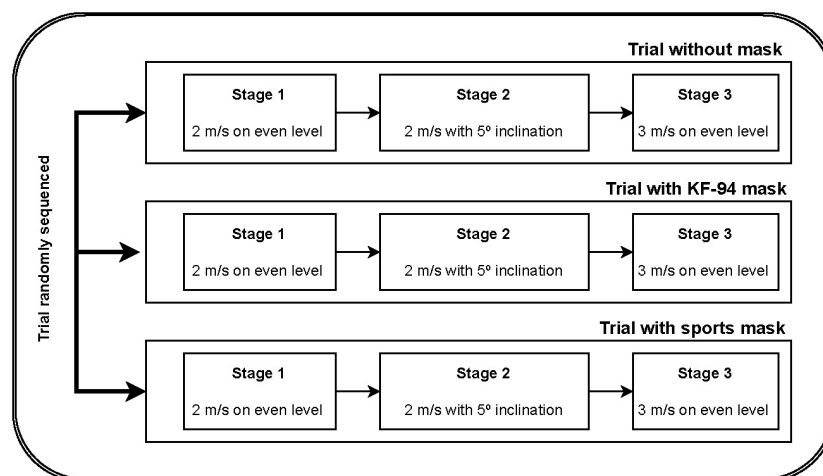 Trial randomly sequenced
Trial without mask
Stage 1
2 m/s on even level
Stage 2
2 m/s with 5º inclination
Stage 3
3 m/s on even level
Trial with KF-94 mask
Stage 1
2 m/s on even level
Stage 2
2 m/s with 5º inclination
Stage 3
3 m/s on even level
Trial with sports mask
Stage 1
2 m/s on even level
Stage 2
2 m/s with 5º inclination
Stage 3
3 m/s on even level